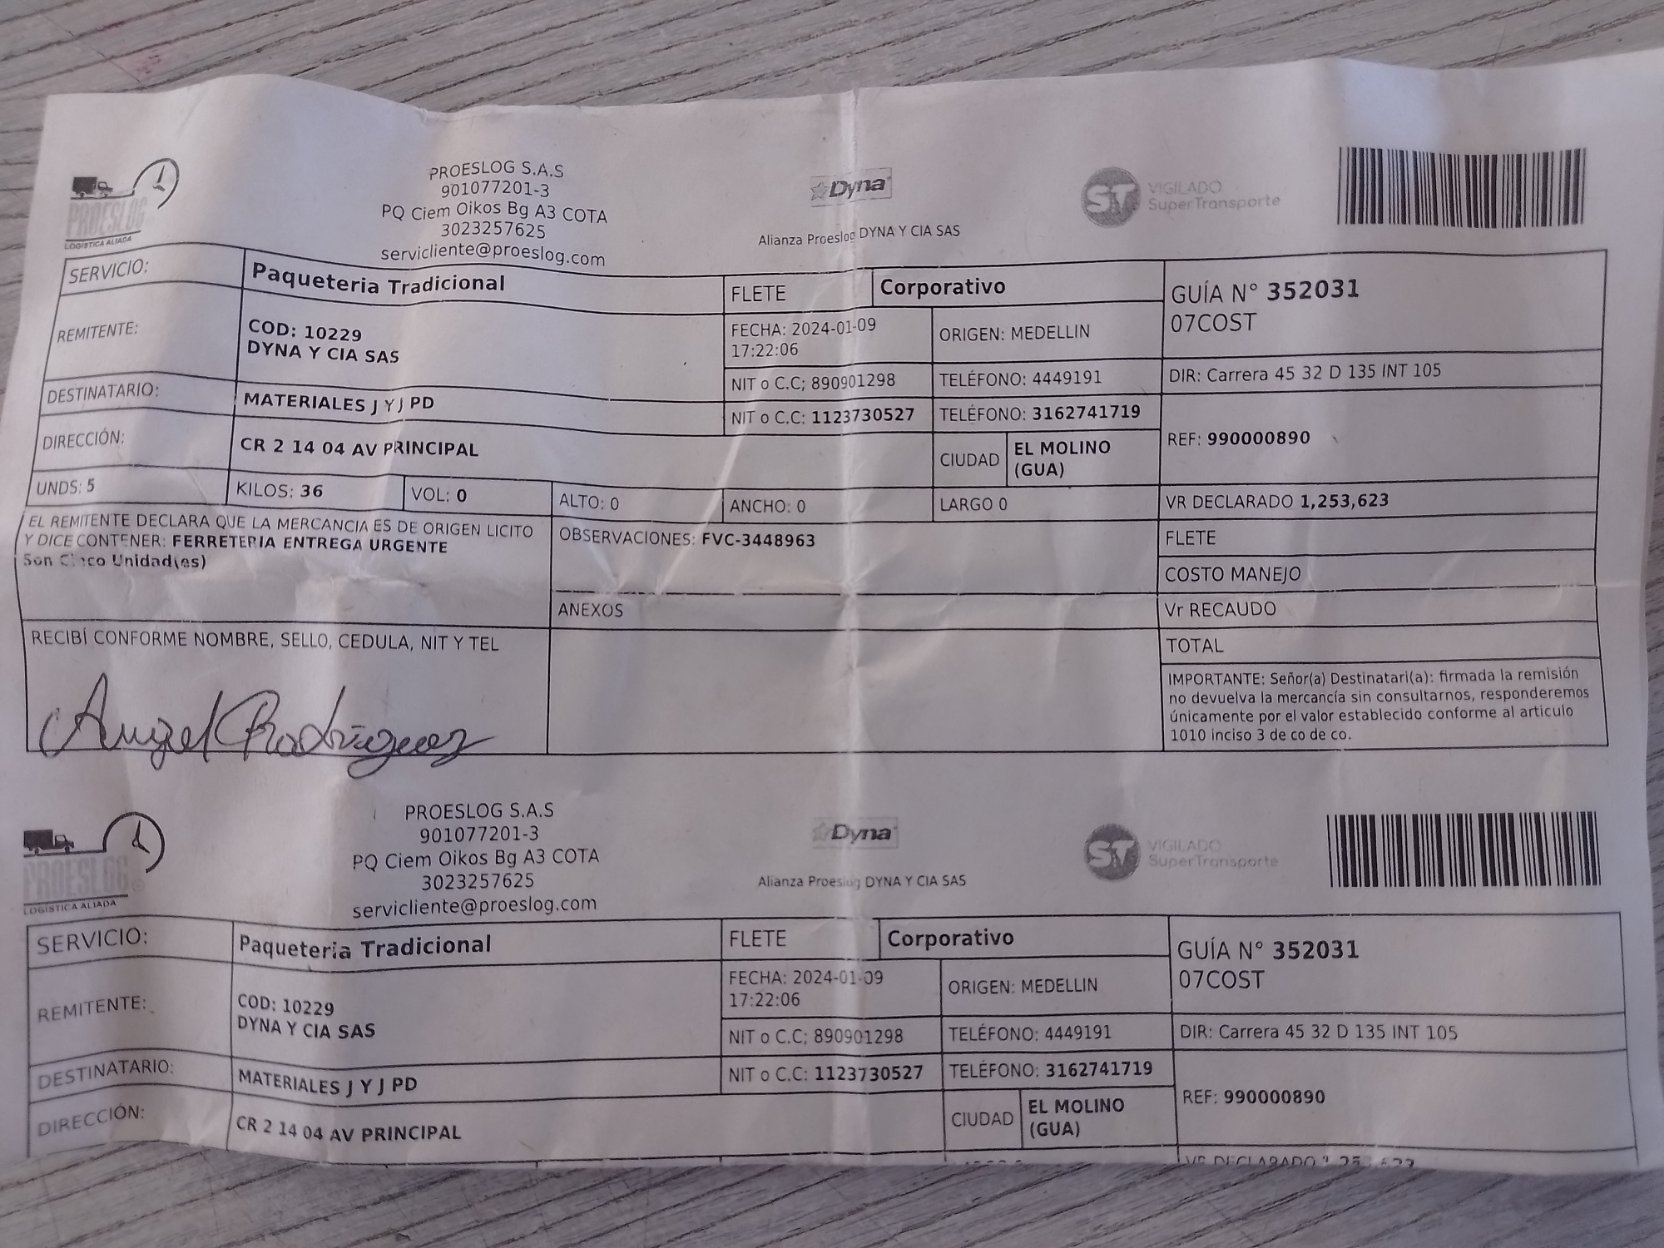 PROESLOG
LOGISTICA ALIADA
PROESLOG S.A.S
901077201-3
PQ Ciem Oikos Bg A3 COTA
3023257625
servicliente@proeslog.com
Dyna
Alianza Proeslog DYNA Y CIA SAS
ST VIGILADO
SuperTransporte
SERVICIO: Paqueteria Tradicional FLETE Corporativo
GUÍA N° 352031
07COST
REMITENTE: COD: 10229
DYNA Y CIA SAS
FECHA: 2024-01-09
17:22:06
ORIGEN: MEDELLIN
NIT o C.C; 890901298 TELÉFONO: 4449191 DIR: Carrera 45 32 D 135 INT 105
DESTINATARIO: MATERIALES J Y J PD NIT o C.C: 1123730527 TELÉFONO: 3162741719
DIRECCIÓN: CR 2 14 04 AV PRINCIPAL CIUDAD EL MOLINO
(GUA)
REF: 990000890
UNDS: 5 KILOS: 36 VOL: 0 ALTO: 0 ANCHO: 0 LARGO 0 VR DECLARADO 1,253,623
EL REMITENTE DECLARA QUE LA MERCANCIA ES DE ORIGEN LICITO
Y DICE CONTENER: FERRETERIA ENTREGA URGENTE
Son Cinco Unidad(es)
OBSERVACIONES: FVC-3448963
ANEXOS
FLETE
COSTO MANEJO
Vr RECAUDO
TOTAL
RECIBÍ CONFORME NOMBRE, SELLO, CEDULA, NIT Y TEL
Angel Rodriguez
IMPORTANTE: Señor(a) Destinatari(a): firmada la remisión
no devuelva la mercancía sin consultarnos, responderemos
únicamente por el valor establecido conforme al articulo
1010 inciso 3 de co de co.
PROESLOG
LOGISTICA ALIADA
PROESLOG S.A.S
901077201-3
PQ Ciem Oikos Bg A3 COTA
3023257625
servicliente@proeslog.com
Dyna
Alianza Proeslog DYNA Y CIA SAS
ST VIGILADO
SuperTransporte
SERVICIO: Paqueteria Tradicional FLETE Corporativo
GUÍA N° 352031
07COST
REMITENTE: COD: 10229
DYNA Y CIA SAS
FECHA: 2024-01-09
17:22:06
ORIGEN: MEDELLIN
NIT o C.C; 890901298 TELÉFONO: 4449191 DIR: Carrera 45 32 D 135 INT 105
DESTINATARIO: MATERIALES J Y J PD NIT o C.C: 1123730527 TELÉFONO: 3162741719
DIRECCIÓN: CR 2 14 04 AV PRINCIPAL CIUDAD EL MOLINO
(GUA)
REF: 990000890
VR DECLARADO